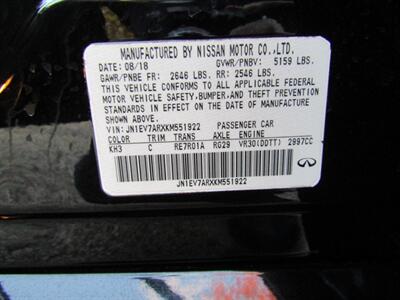 MANUFACTURED BY NISSAN MOTOR CO.,LTD.
DATE: 08/18 GVWR/PNBV: 5159 LBS.
GAWR/PNBE FR: 2646 LBS. RR: 2546 LBS.
THIS VEHICLE CONFORMS TO ALL APPLICABLE FEDERAL
MOTOR VEHICLE SAFETY,BUMPER,AND THEFT PREVENTION
STANDARDS IN EFFECT ON THE DATE OF MANUFACTURE
SHOWN ABOVE.
VIN: JN1EV7ARXKM551922 PASSENGER CAR
COLOR TRIM TRANS AXLE ENGINE
KH3 C RE7R01A RG29 VR30(DDTT) 2997CC
JN1EV7ARXKM551922